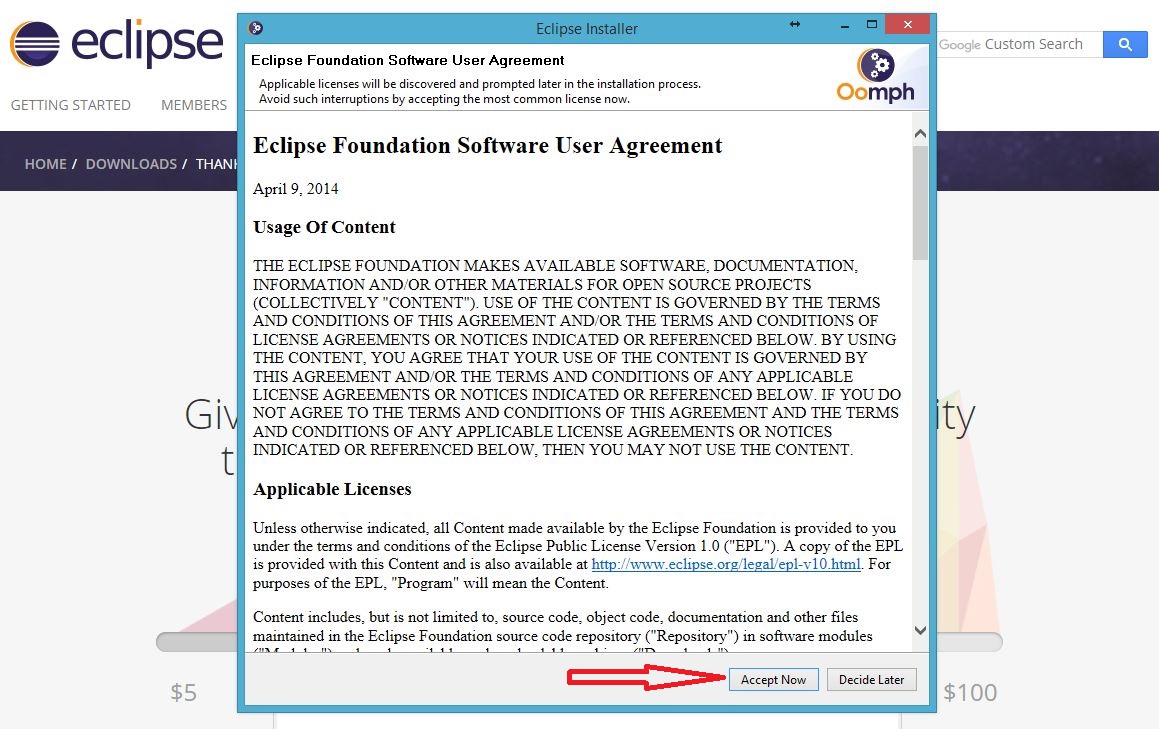 eclipse
Google Custom Search
GETTING STARTED MEMBERS
HOME / DOWNLOADS /
Eclipse Installer
Eclipse Foundation Software User Agreement
Applicable licenses will be discovered and prompted later in the installation process.
Avoid such interruptions by accepting the most common license now.
Oomph
Eclipse Foundation Software User Agreement
April 9, 2014
Usage Of Content
THE ECLIPSE FOUNDATION MAKES AVAILABLE SOFTWARE, DOCUMENTATION,
INFORMATION AND/OR OTHER MATERIALS FOR OPEN SOURCE PROJECTS
(COLLECTIVELY "CONTENT"). USE OF THE CONTENT IS GOVERNED BY THE TERMS
AND CONDITIONS OF THIS AGREEMENT AND/OR THE TERMS AND CONDITIONS OF
LICENSE AGREEMENTS OR NOTICES INDICATED OR REFERENCED BELOW. BY USING
THE CONTENT, YOU AGREE THAT YOUR USE OF THE CONTENT IS GOVERNED BY
THIS AGREEMENT AND/OR THE TERMS AND CONDITIONS OF ANY APPLICABLE
LICENSE AGREEMENTS OR NOTICES INDICATED OR REFERENCED BELOW. IF YOU DO
NOT AGREE TO THE TERMS AND CONDITIONS OF THIS AGREEMENT AND THE TERMS
AND CONDITIONS OF ANY APPLICABLE LICENSE AGREEMENTS OR NOTICES
INDICATED OR REFERENCED BELOW, THEN YOU MAY NOT USE THE CONTENT.
Applicable Licenses
Unless otherwise indicated, all Content made available by the Eclipse Foundation is provided to you
under the terms and conditions of the Eclipse Public License Version 1.0 ("EPL"). A copy of the EPL
is provided with this Content and is also available at http://www.eclipse.org/legal/epl-v10.html. For
purposes of the EPL, "Program" will mean the Content.
Content includes, but is not limited to, source code, object code, documentation and other files
maintained in the Eclipse Foundation source code repository ("Repository") in software modules
Accept Now Decide Later
$5 $100